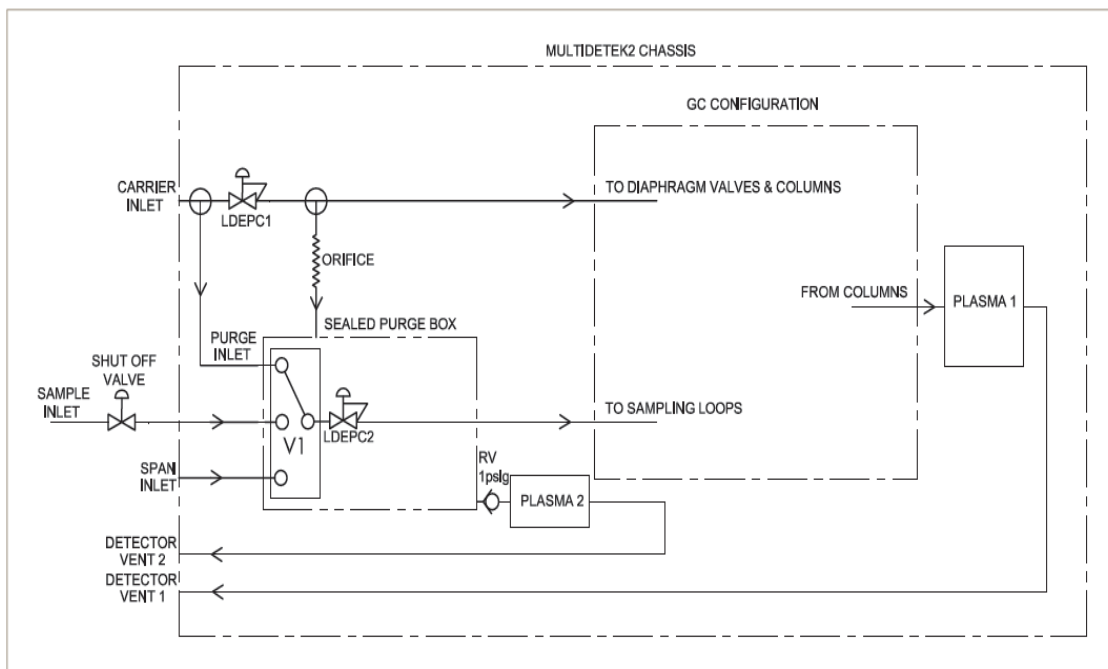 MULTIDETEK2 CHASSIS
GC CONFIGURATION
CARRIER
INLET
LDEPC1
TO DIAPHRAGM VALVES & COLUMNS
ORIFICE
FROM COLUMNS
PLASMA 1
SEALED PURGE BOX
PURGE
INLET
SHUT OFF
VALVE
SAMPLE
INLET
V1
LDEPC2
TO SAMPLING LOOPS
SPAN
INLET
RV
1psig
PLASMA 2
DETECTOR
VENT 2
DETECTOR
VENT 1